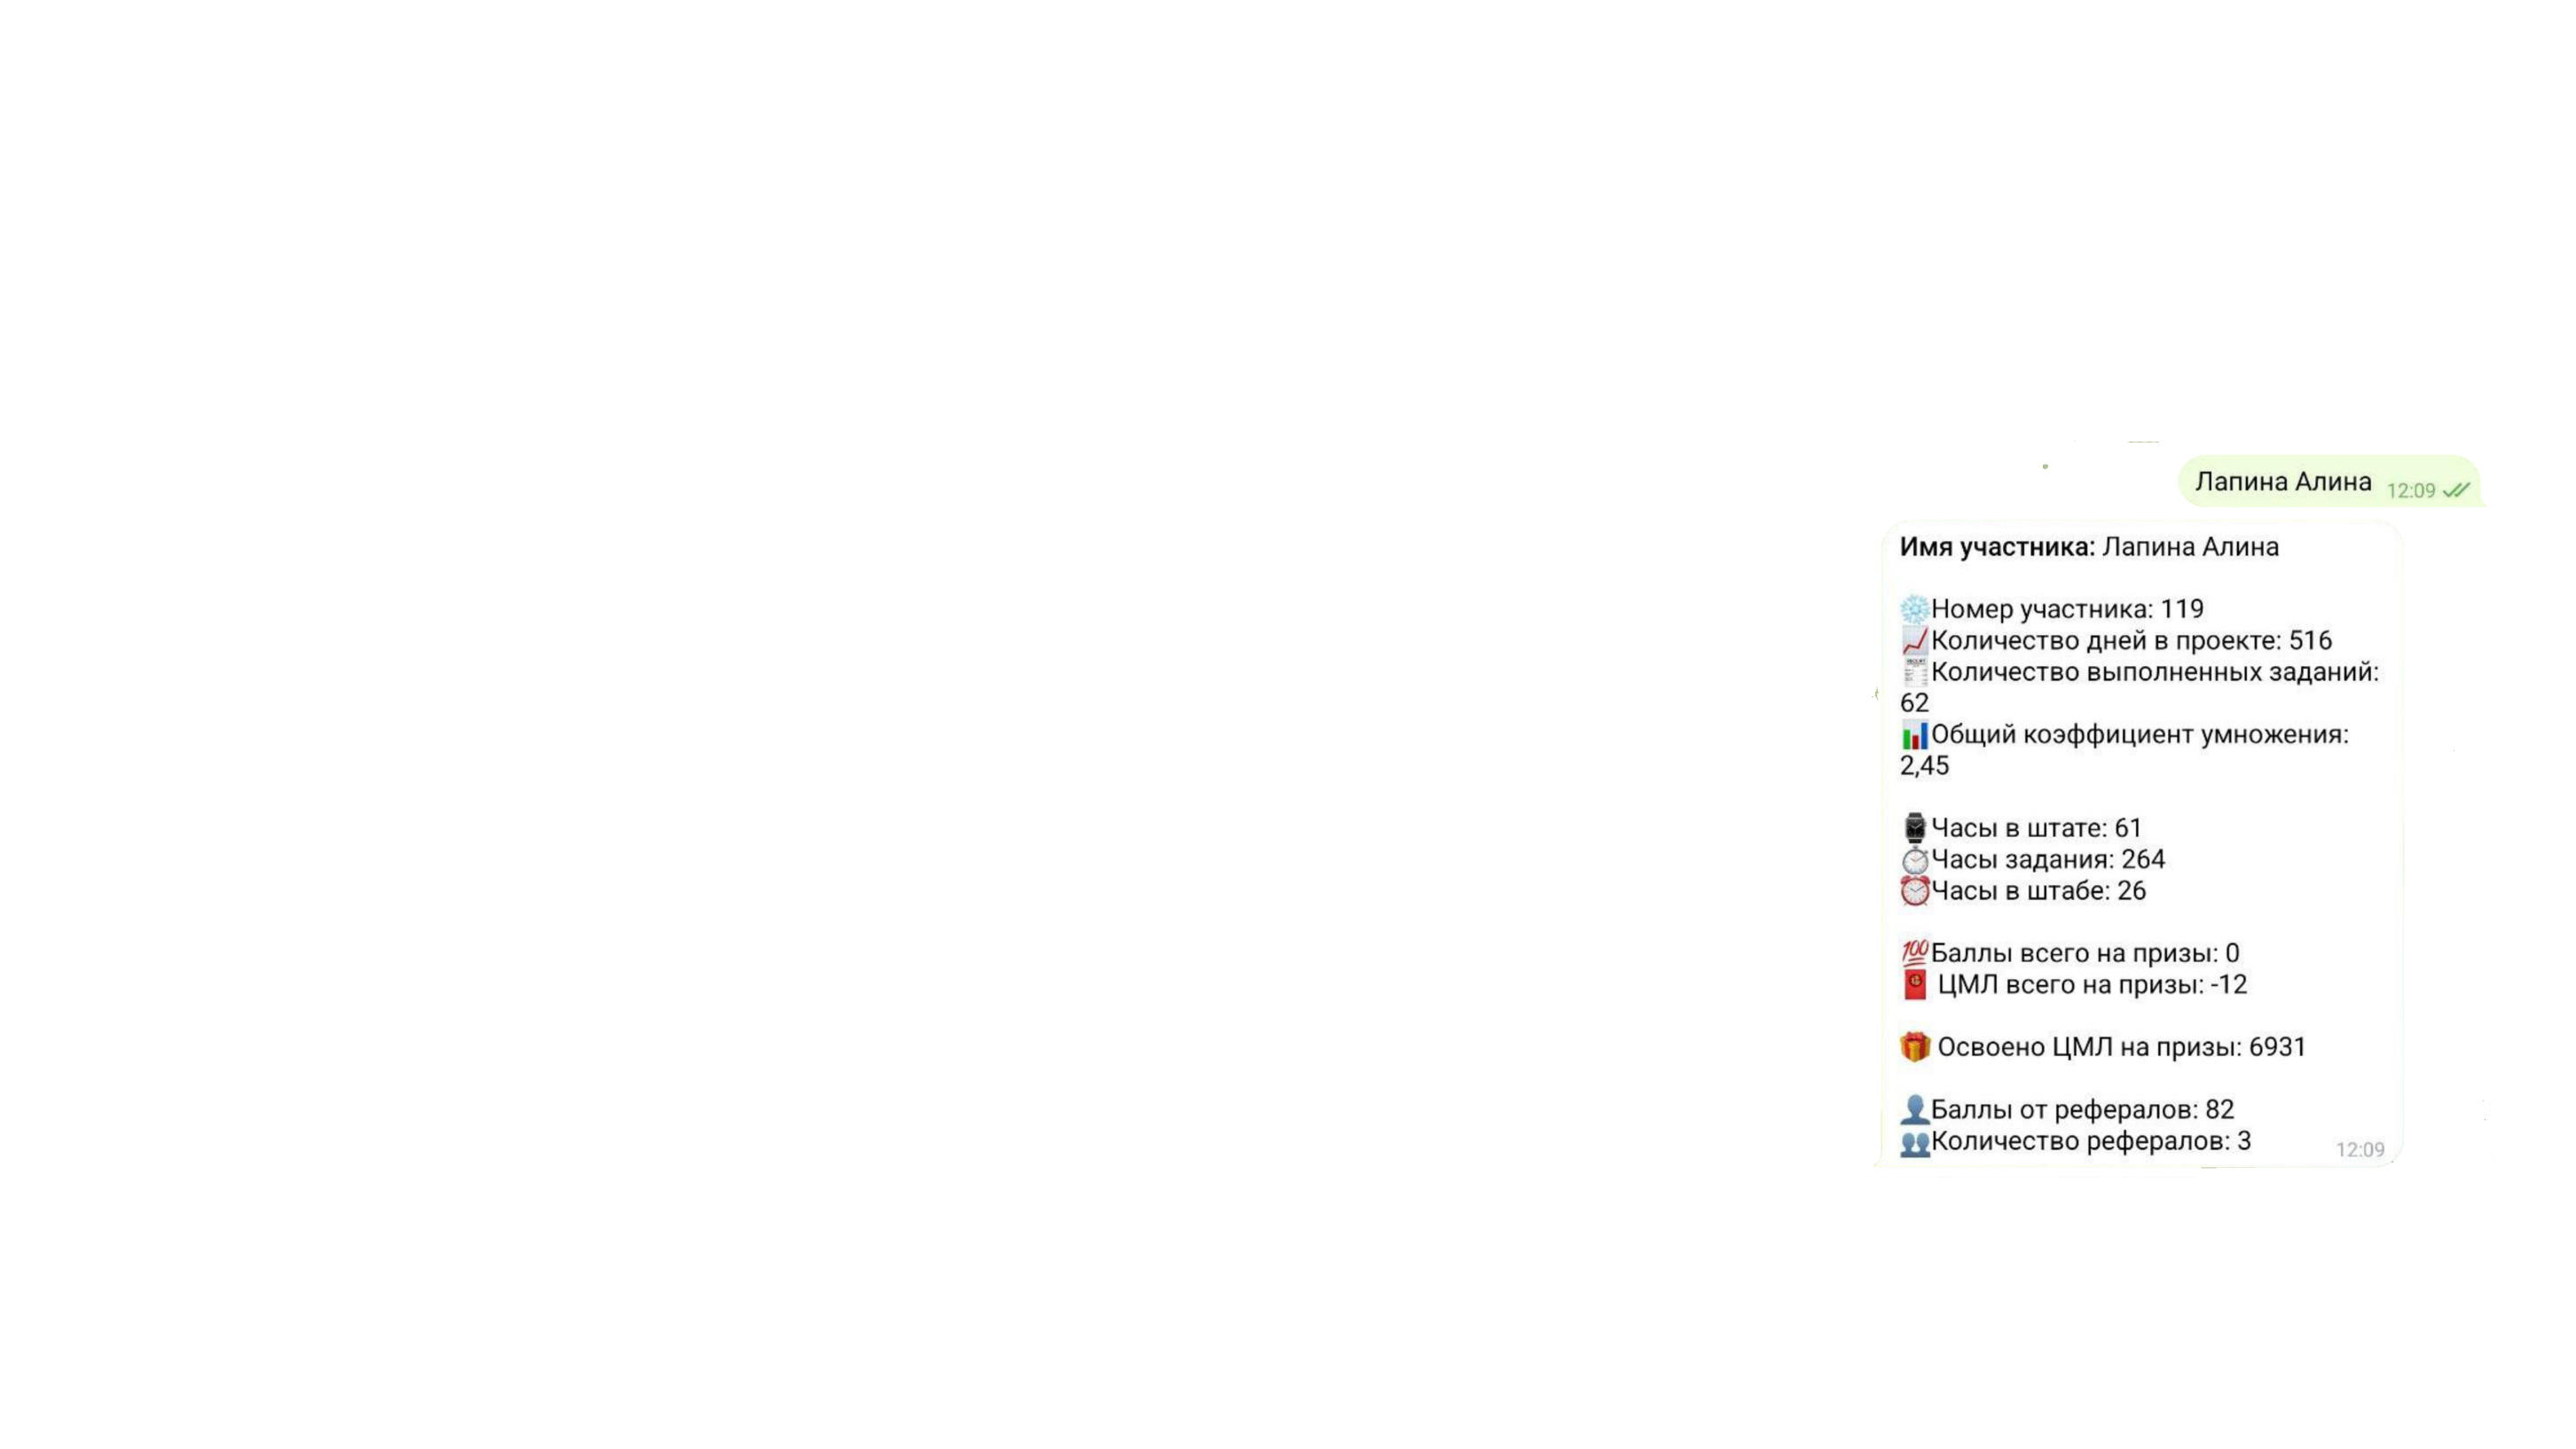 Лапина Алина 12:09
Имя участника: Лапина Алина
Номер участника: 119
Количество дней в проекте: 516
Количество выполненных заданий:
62
Общий коэффициент умножения:
2,45
Часы в штате: 61
Часы задания: 264
Часы в штабе: 26
💯Баллы всего на призы: 0
ЦМЛ всего на призы: -12
Освоено ЦМЛ на призы: 6931
Баллы от рефералов: 82
Количество рефералов: 3 12:09